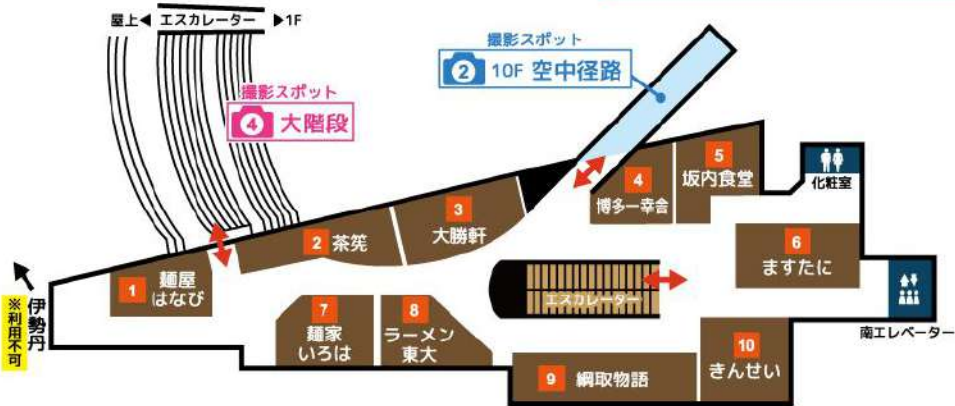 屋上◀ エスカレーター ▶1F
撮影スポット
② 10F 空中径路
撮影スポット
④ 大階段
5
坂内食堂
化粧室
4
博多一幸舎
3
大勝軒
2 茶筅
6
ますたに
1 麺屋
はなび
伊勢丹
※利用不可
エスカレーター
南エレベーター
7
麺家
いろは
8
ラーメン
東大
10
きんせい
9 綱取物語